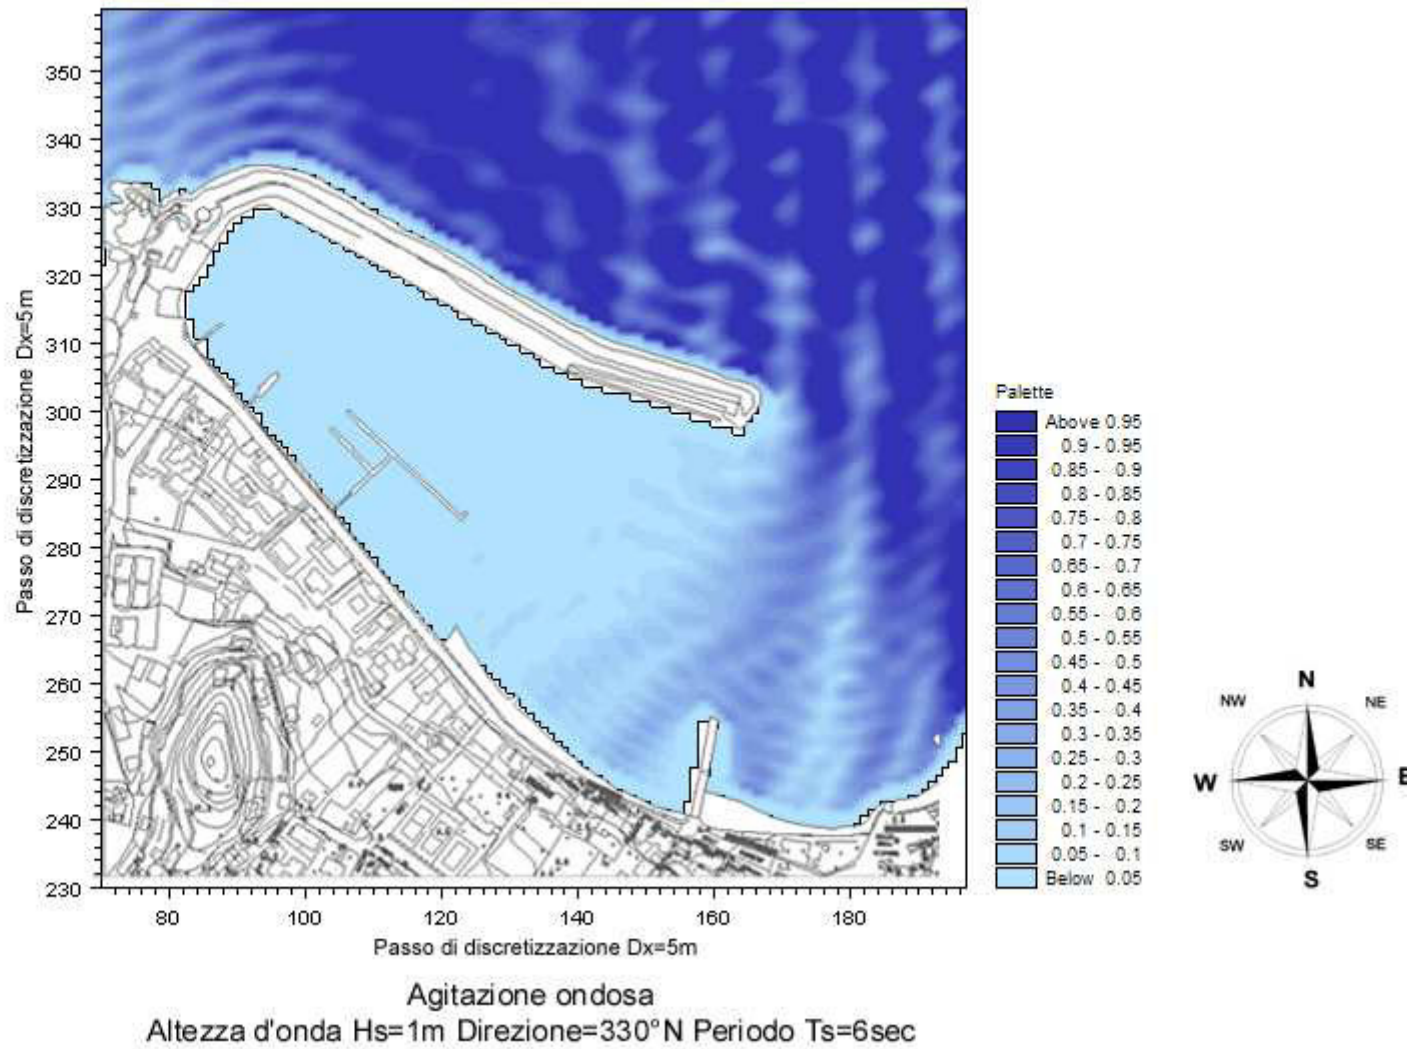 350
340
330
320
310
300
290
280
270
260
250
240
230
Passo di discretizzazione Dx=5m
80 100 120 140 160 180
Passo di discretizzazione Dx=5m
Palette
Above 0.95
0.9 - 0.95
0.85 - 0.9
0.8 - 0.85
0.75 - 0.8
0.7 - 0.75
0.65 - 0.7
0.6 - 0.65
0.55 - 0.6
0.5 - 0.55
0.45 - 0.5
0.4 - 0.45
0.35 - 0.4
0.3 - 0.35
0.25 - 0.3
0.2 - 0.25
0.15 - 0.2
0.1 - 0.15
0.05 - 0.1
Below 0.05
N
NW NE
W E
SW SE
S
Agitazione ondosa
Altezza d'onda Hs=1m Direzione=330°N Periodo Ts=6sec